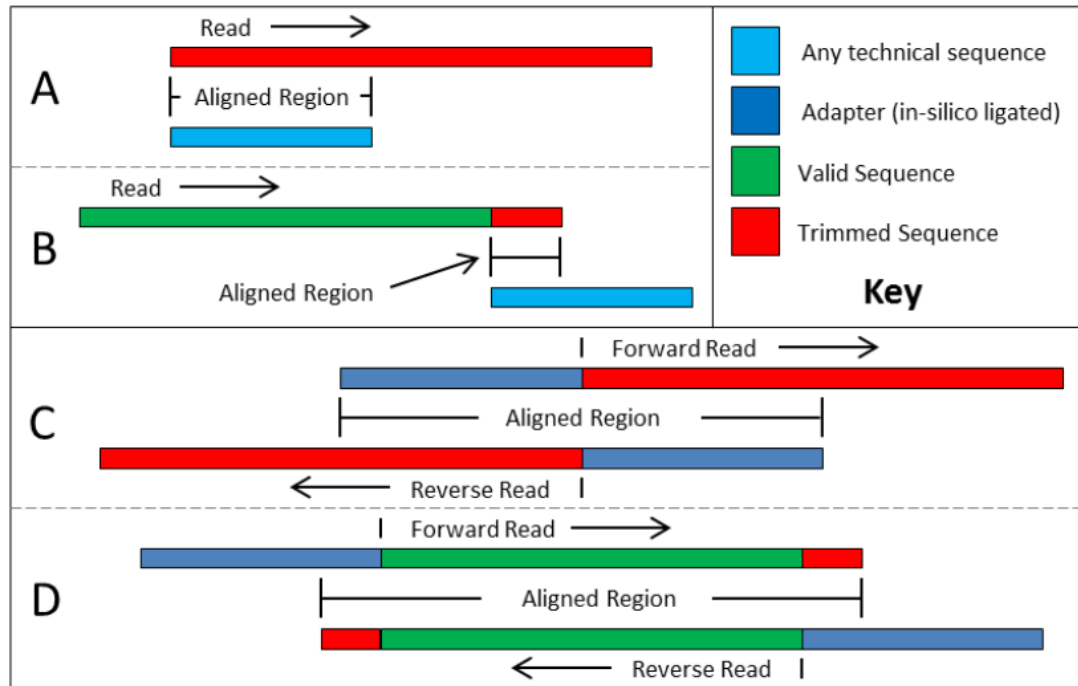 Read
A
Aligned Region
Read
B
Aligned Region
Any technical sequence
Adapter (in-silico ligated)
Valid Sequence
Trimmed Sequence
Key
Forward Read
C
Aligned Region
Reverse Read
Forward Read
D
Aligned Region
Reverse Read